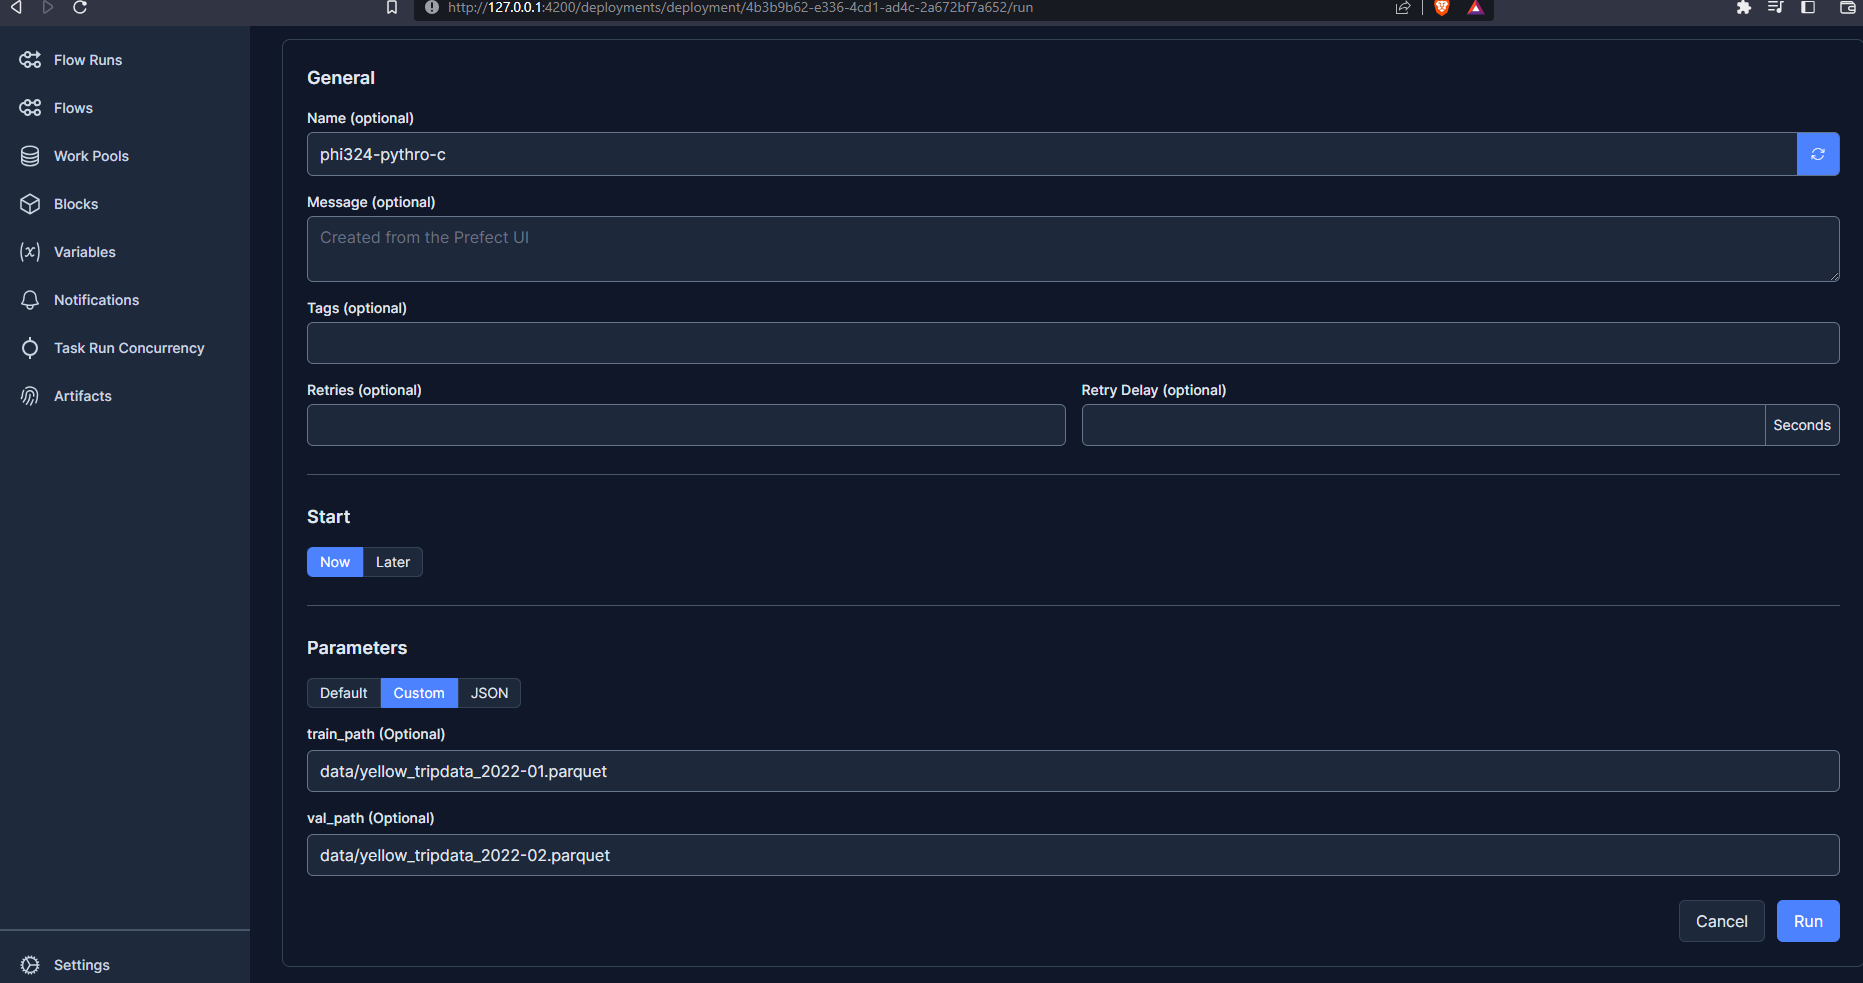 http://127.0.0.1:4200/deployments/deployment/4b3b9b62-e336-4cd1-ad4c-2a672bf7a652/run
Flow Runs
Flows
Work Pools
Blocks
(x) Variables
Notifications
Task Run Concurrency
Artifacts
Settings
General
Name (optional)
phi324-pythro-c
Message (optional)
Created from the Prefect UI
Tags (optional)
Retries (optional)
Retry Delay (optional)
Seconds
Start
Now Later
Parameters
Default Custom JSON
train_path (Optional)
data/yellow_tripdata_2022-01.parquet
val_path (Optional)
data/yellow_tripdata_2022-02.parquet
Cancel Run